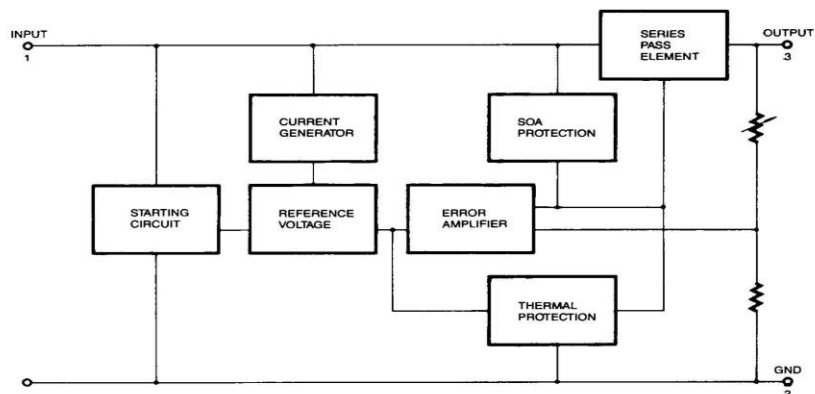 INPUT
1
SERIES
PASS
ELEMENT
OUTPUT
3
CURRENT
GENERATOR
SOA
PROTECTION
STARTING
CIRCUIT
REFERENCE
VOLTAGE
ERROR
AMPLIFIER
THERMAL
PROTECTION
GND
2